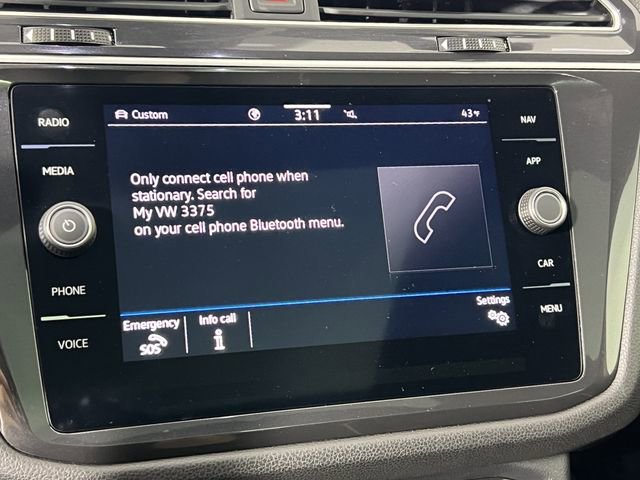 Custom 3:11 43°F
RADIO
MEDIA
PHONE
VOICE
Only connect cell phone when
stationary. Search for
My VW 3375
on your cell phone Bluetooth menu.
Emergency Info call Settings
SOS
NAV
APP
CAR
MENU